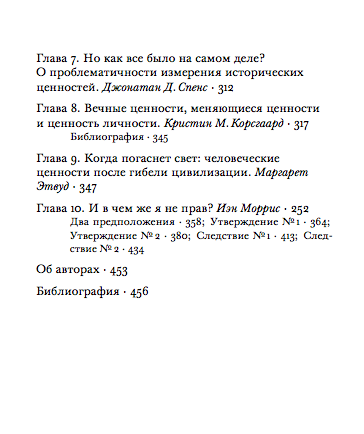 Глава 7. Но как все было на самом деле?
О проблематичности измерения исторических
ценностей. Джонатан Д. Спенс · 312
Глава 8. Вечные ценности, меняющиеся ценности
и ценность личности. Кристин М. Корсгаард · 317
Библиография · 345
Глава 9. Когда погаснет свет: человеческие
ценности после гибели цивилизации. Маргарет
Этвуд · 347
Глава 10. И в чем же я не прав? Иэн Моррис · 252
Два предположения · 358; Утверждение № 1 · 364;
Утверждение № 2 · 380; Следствие № 1 · 413; След-
ствие № 2 · 434
Об авторах · 453
Библиография · 456